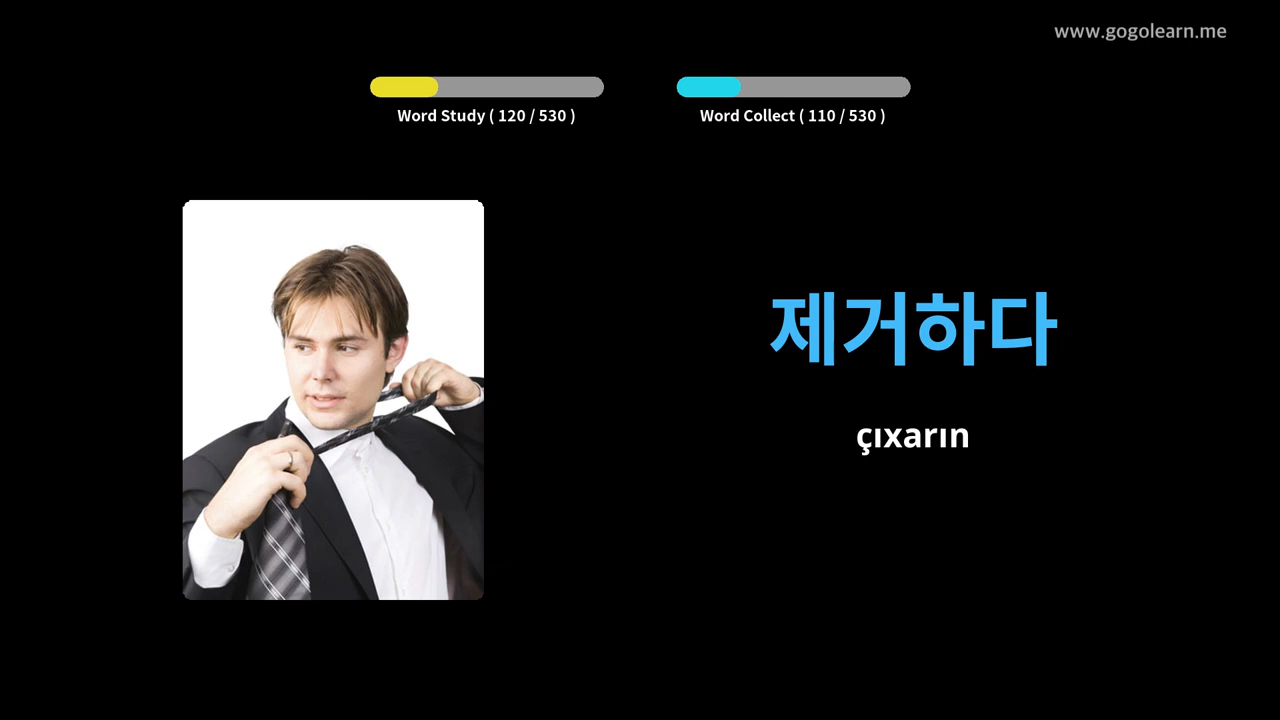 www.gogolearn.me
Word Study ( 120 / 530 )
Word Collect ( 110 / 530 )
제거하다
çıxarın